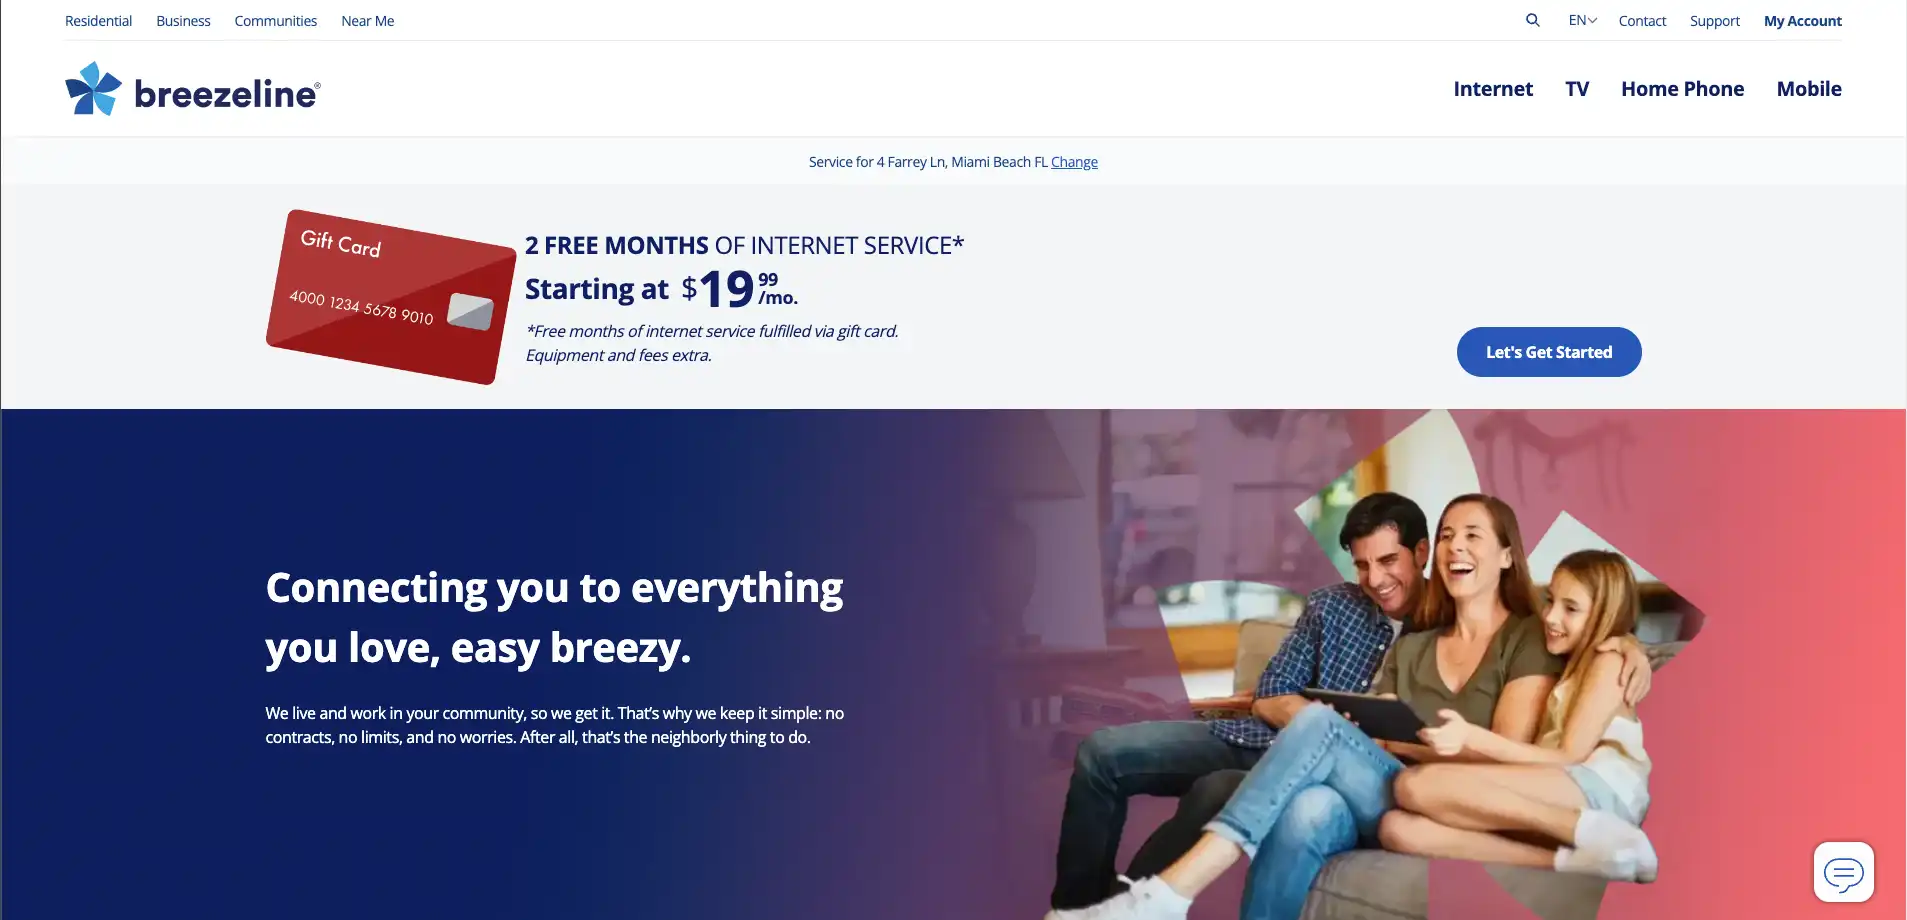 Residential Business Communities Near Me
EN Contact Support My Account
breezeline®
Internet TV Home Phone Mobile
Service for 4 Farrey Ln, Miami Beach FL Change
Gift Card
4000 1234 5678 9010
2 FREE MONTHS OF INTERNET SERVICE*
Starting at $19 99 /mo.
*Free months of internet service fulfilled via gift card.
Equipment and fees extra.
Let's Get Started
Connecting you to everything
you love, easy breezy.
We live and work in your community, so we get it. That’s why we keep it simple: no
contracts, no limits, and no worries. After all, that’s the neighborly thing to do.